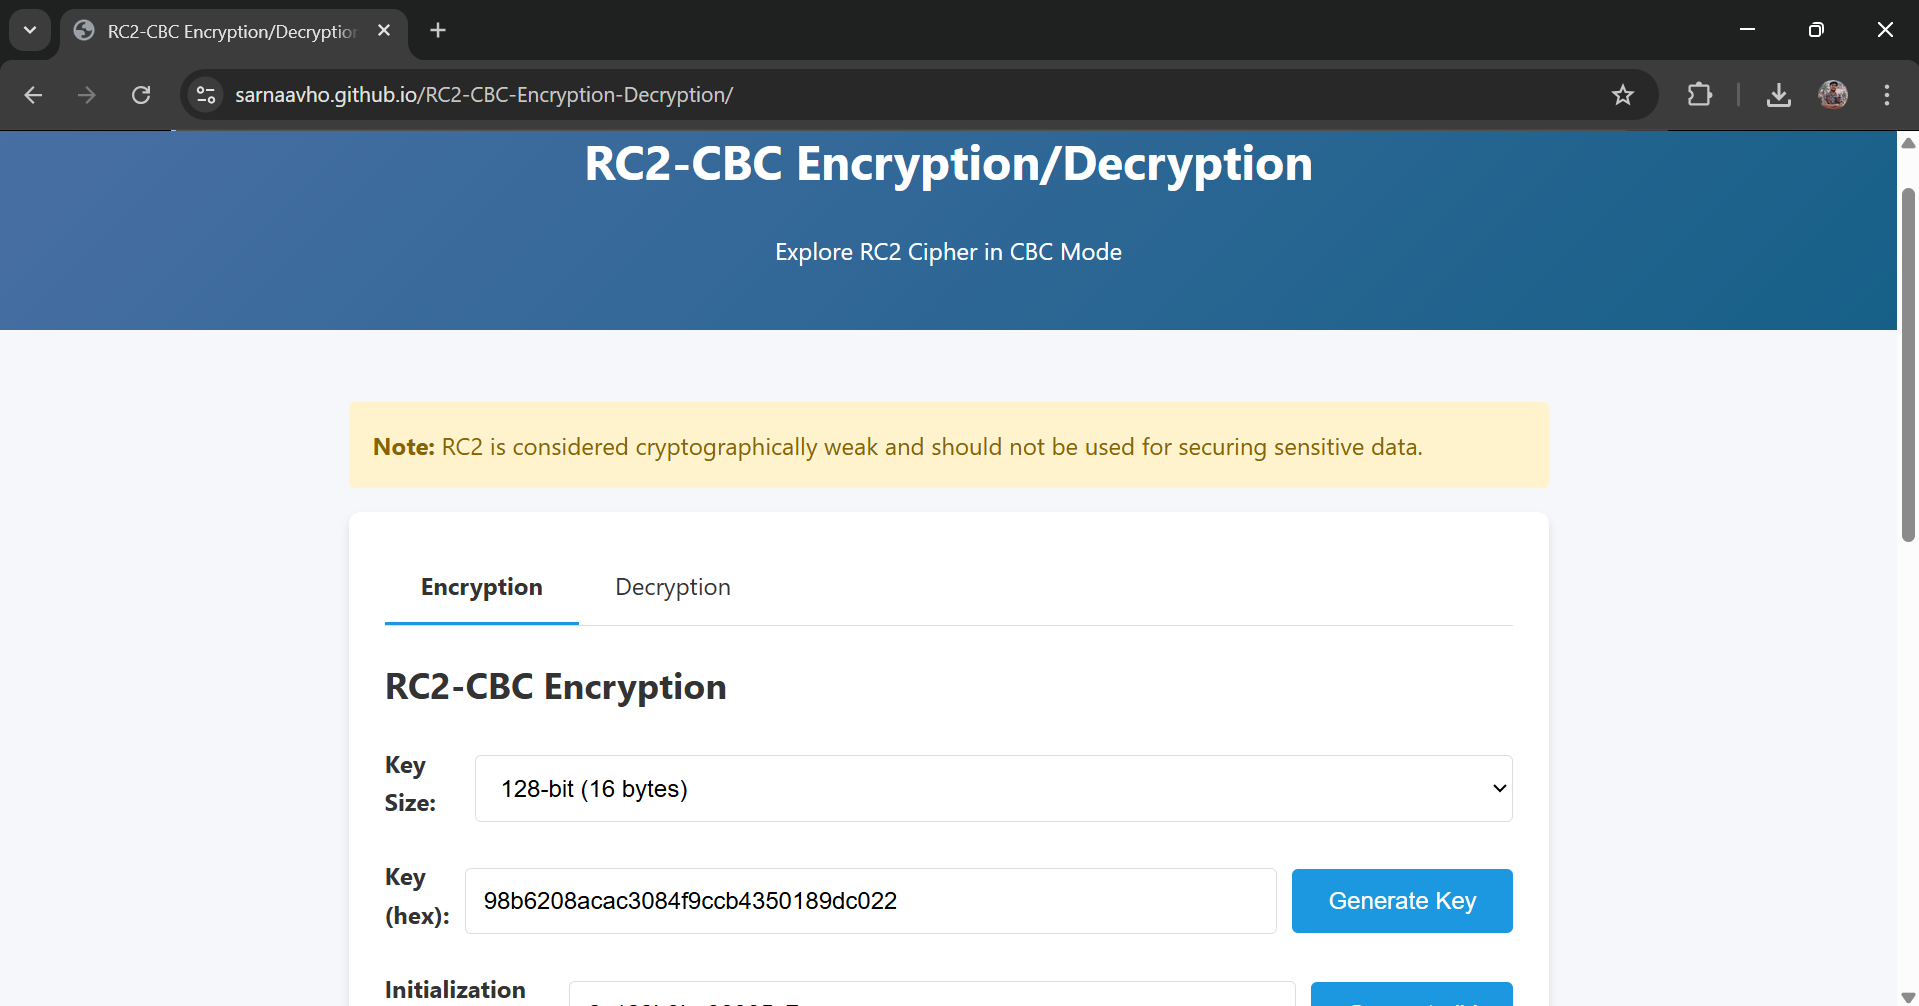 RC2-CBC Encryption/Decryption
sarnaavho.github.io/RC2-CBC-Encryption-Decryption/
RC2-CBC Encryption/Decryption
Explore RC2 Cipher in CBC Mode
Note: RC2 is considered cryptographically weak and should not be used for securing sensitive data.
Encryption Decryption
RC2-CBC Encryption
Key
Size:
128-bit (16 bytes)
Key
(hex):
98b6208acac3084f9ccb4350189dc022
Generate Key
Initialization